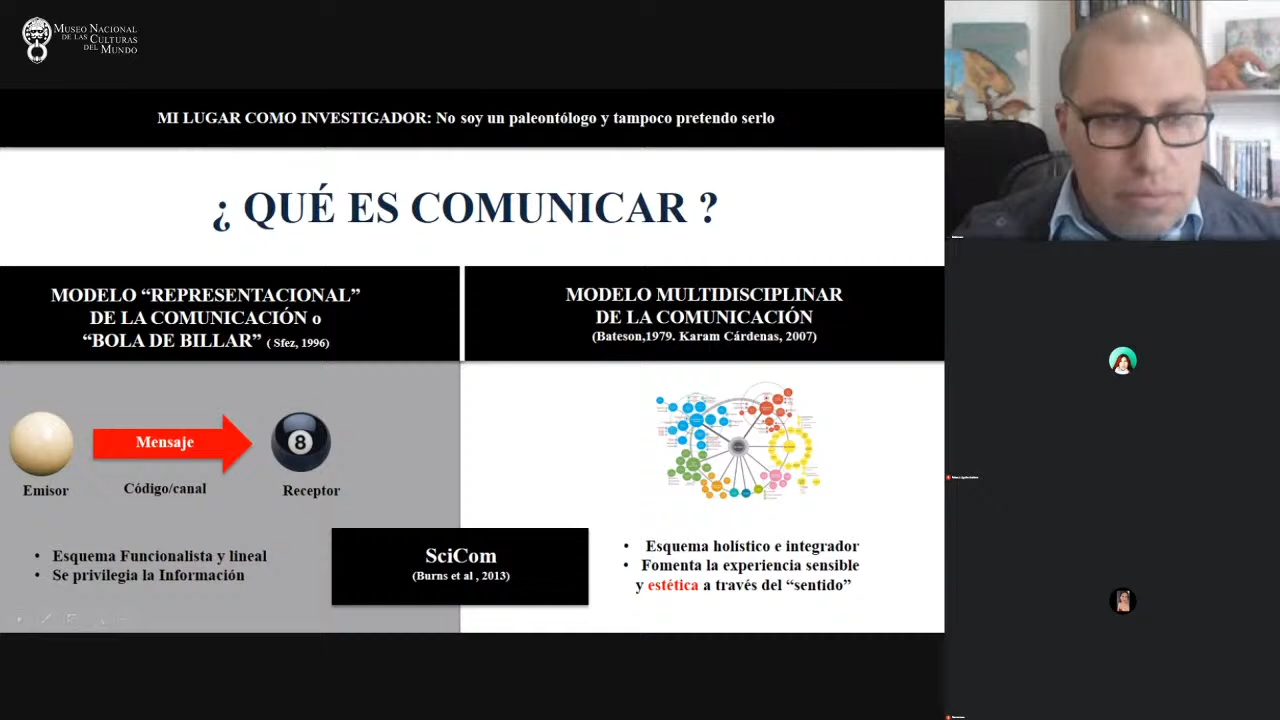 MUSEO NACIONAL
DE LAS CULTURAS
DEL MUNDO
MI LUGAR COMO INVESTIGADOR: No soy un paleontólogo y tampoco pretendo serlo
¿ QUÉ ES COMUNICAR ?
MODELO “REPRESENTACIONAL”
DE LA COMUNICACIÓN o
“BOLA DE BILLAR” ( Sfez, 1996)
MODELO MULTIDISCIPLINAR
DE LA COMUNICACIÓN
(Bateson,1979. Karam Cárdenas, 2007)
Mensaje
8
Emisor
Código/canal
Receptor
• Esquema Funcionalista y lineal
• Se privilegia la Información
SciCom
(Burns et al , 2013)
• Esquema holístico e integrador
• Fomenta la experiencia sensible
y estética a través del “sentido”